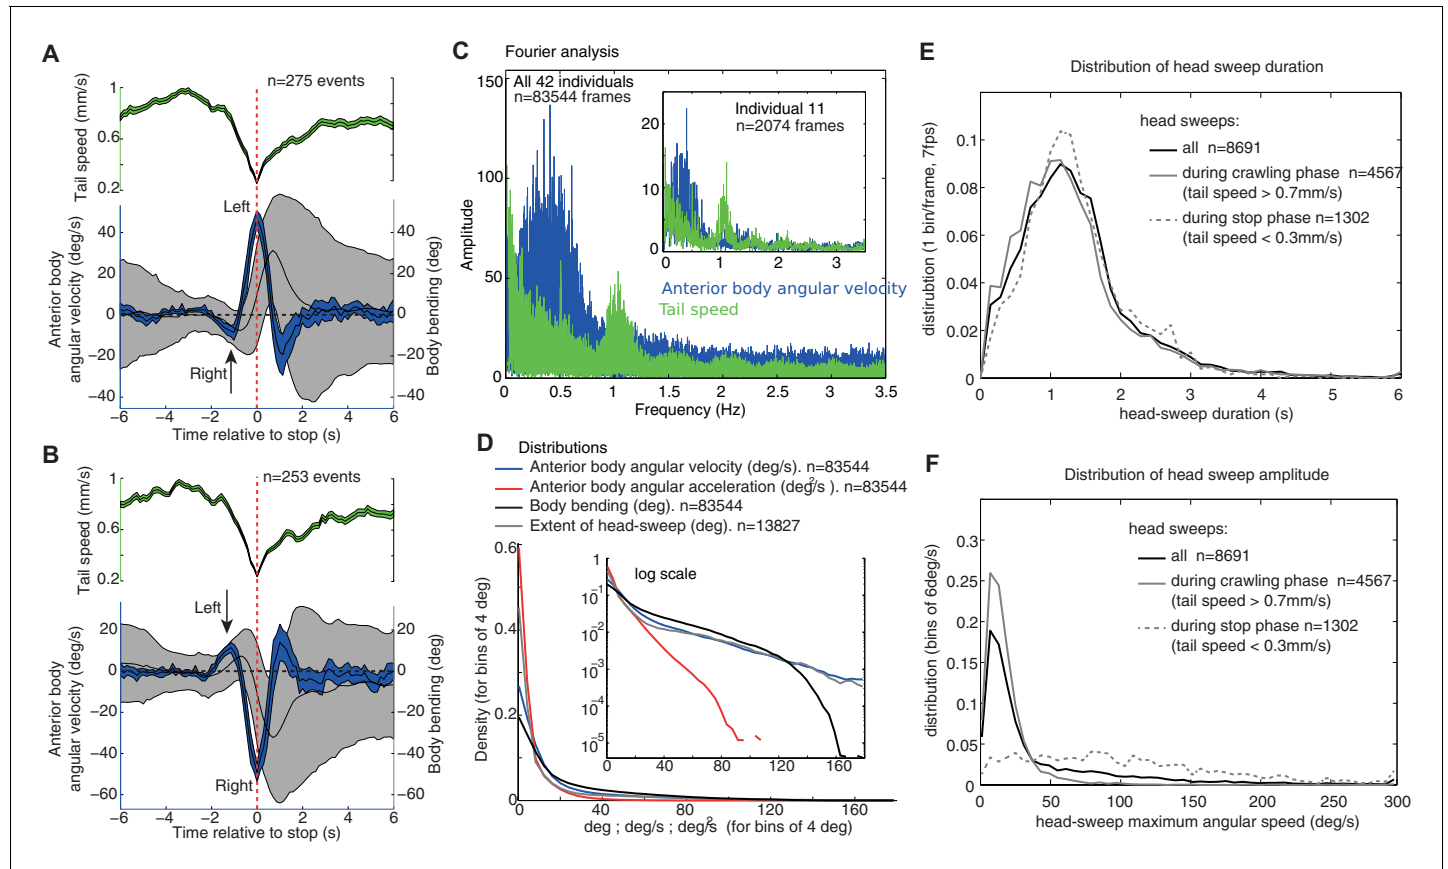 A
n=275 events
Tail speed (mm/s)
1
0.6
0.2
Left
Right
Anterior body
angular velocity (deg/s)
40
20
0
−20
−40
Body bending (deg)
40
20
0
−20
−40
−6 −4 −2 0 2 4 6
Time relative to stop (s)
B
n=253 events
Tail speed (mm/s)
1
0.6
0.2
Left
Right
Anterior body
angular velocity (deg/s)
20
0
−20
−40
−60
Body bending (deg
20
0
−20
−40
−60
−6 −4 −2 0 2 4 6
Time relative to stop (s)
C
Fourier analysis
All 42 individuals
n=83544 frames
Amplitude
150
100
50
0
0 0.5 1 1.5 2 2.5 3 3.5
Frequency (Hz)
Individual 11
n=2074 frames
20
10
0
0 1 2 3
Anterior body angular velocity
Tail speed
D
Distributions
Anterior body angular velocity (deg/s). n=83544
Anterior body angular acceleration (deg/s²). n=83544
Body bending (deg). n=83544
Extent of head-sweep (deg). n=13827
Density (for bins of 4 deg)
0.6
0.4
0.2
0
0 40 80 120 160
deg ; deg/s ; deg/s² (for bins of 4 deg)
log scale
1
10⁻¹
10⁻²
10⁻³
10⁻⁴
10⁻⁵
0 40 80 120 160
E
Distribution of head sweep duration
head sweeps:
all n=8691
during crawling phase n=4567
(tail speed > 0.7mm/s)
during stop phase n=1302
(tail speed < 0.3mm/s)
distrubtion (1 bin/frame, 7fps)
0.1
0.08
0.06
0.04
0.02
0
0 1 2 3 4 5 6
head-sweep duration (s)
F
Distribution of head sweep amplitude
head sweeps:
all n=8691
during crawling phase n=4567
(tail speed > 0.7mm/s)
during stop phase n=1302
(tail speed < 0.3mm/s)
distribution (bins of 6deg/s)
0.3
0.25
0.2
0.15
0.1
0.05
0
0 50 100 150 200 250 300
head-sweep maximum angular speed (deg/s)